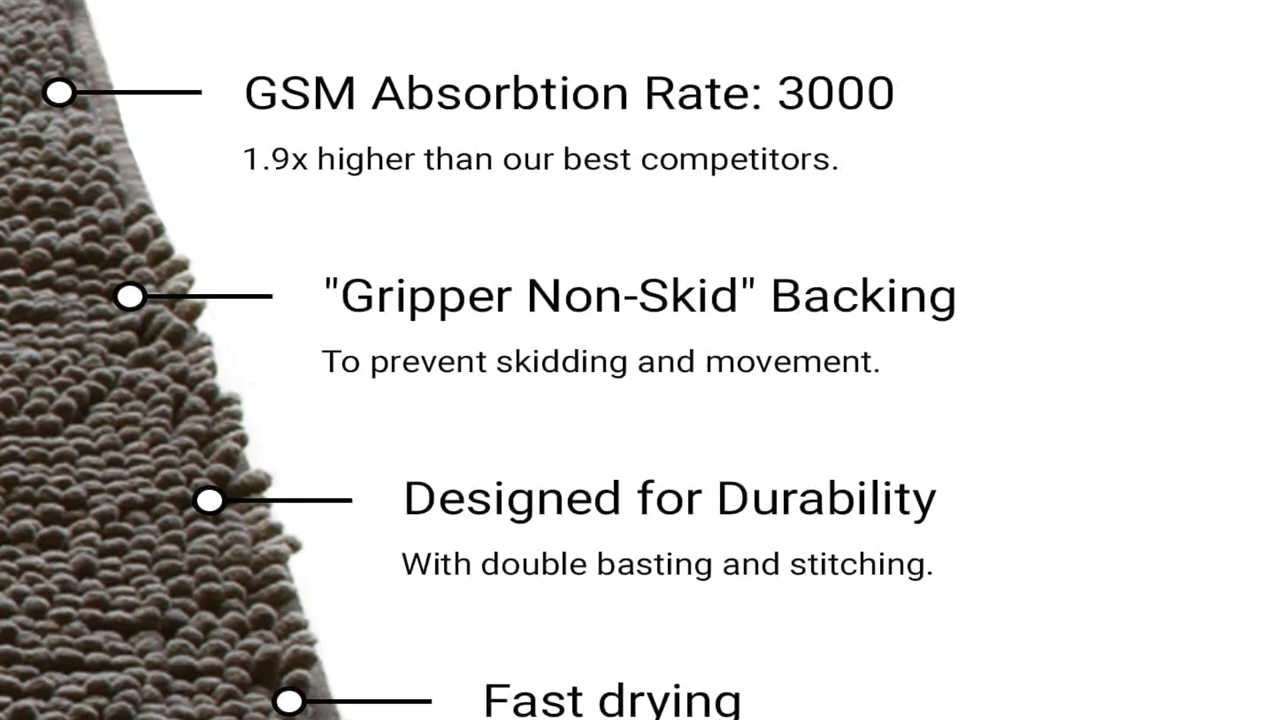 GSM Absorbtion Rate: 3000
1.9x higher than our best competitors.
"Gripper Non-Skid" Backing
To prevent skidding and movement.
Designed for Durability
With double basting and stitching.
Fast drying